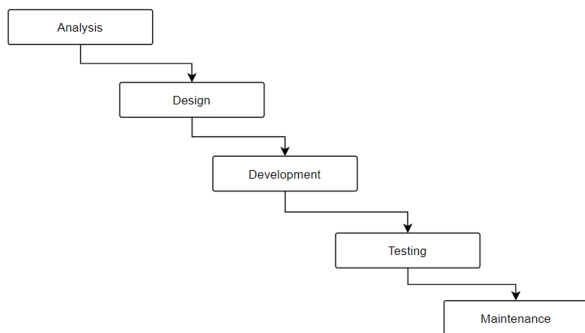 Analysis
Design
Development
Testing
Maintenance